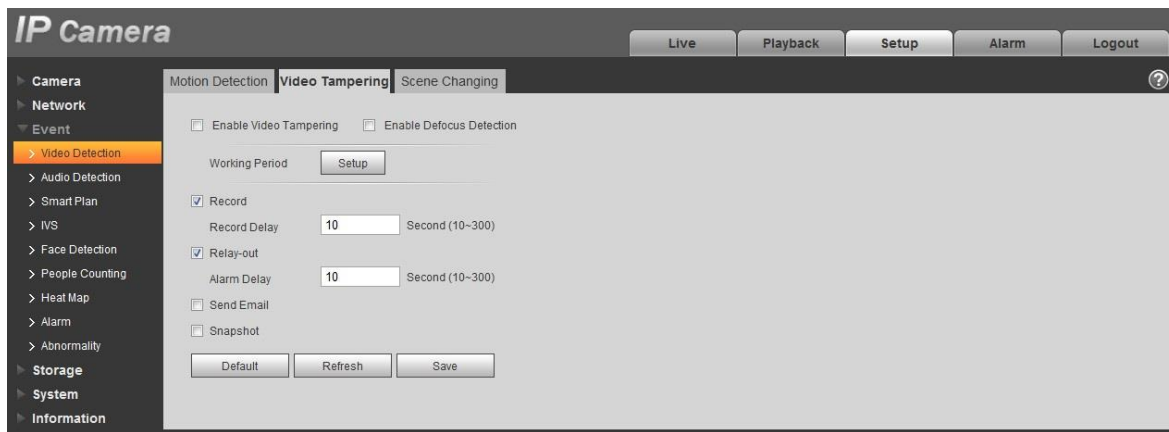 IP Camera
Live Playback Setup Alarm Logout
Camera
Network
Event
Video Detection
Audio Detection
Smart Plan
IVS
Face Detection
People Counting
Heat Map
Alarm
Abnormality
Storage
System
Information
Motion Detection Video Tampering Scene Changing ?
Enable Video Tampering Enable Defocus Detection
Working Period Setup
Record
Record Delay 10 Second (10~300)
Relay-out
Alarm Delay 10 Second (10~300)
Send Email
Snapshot
Default Refresh Save